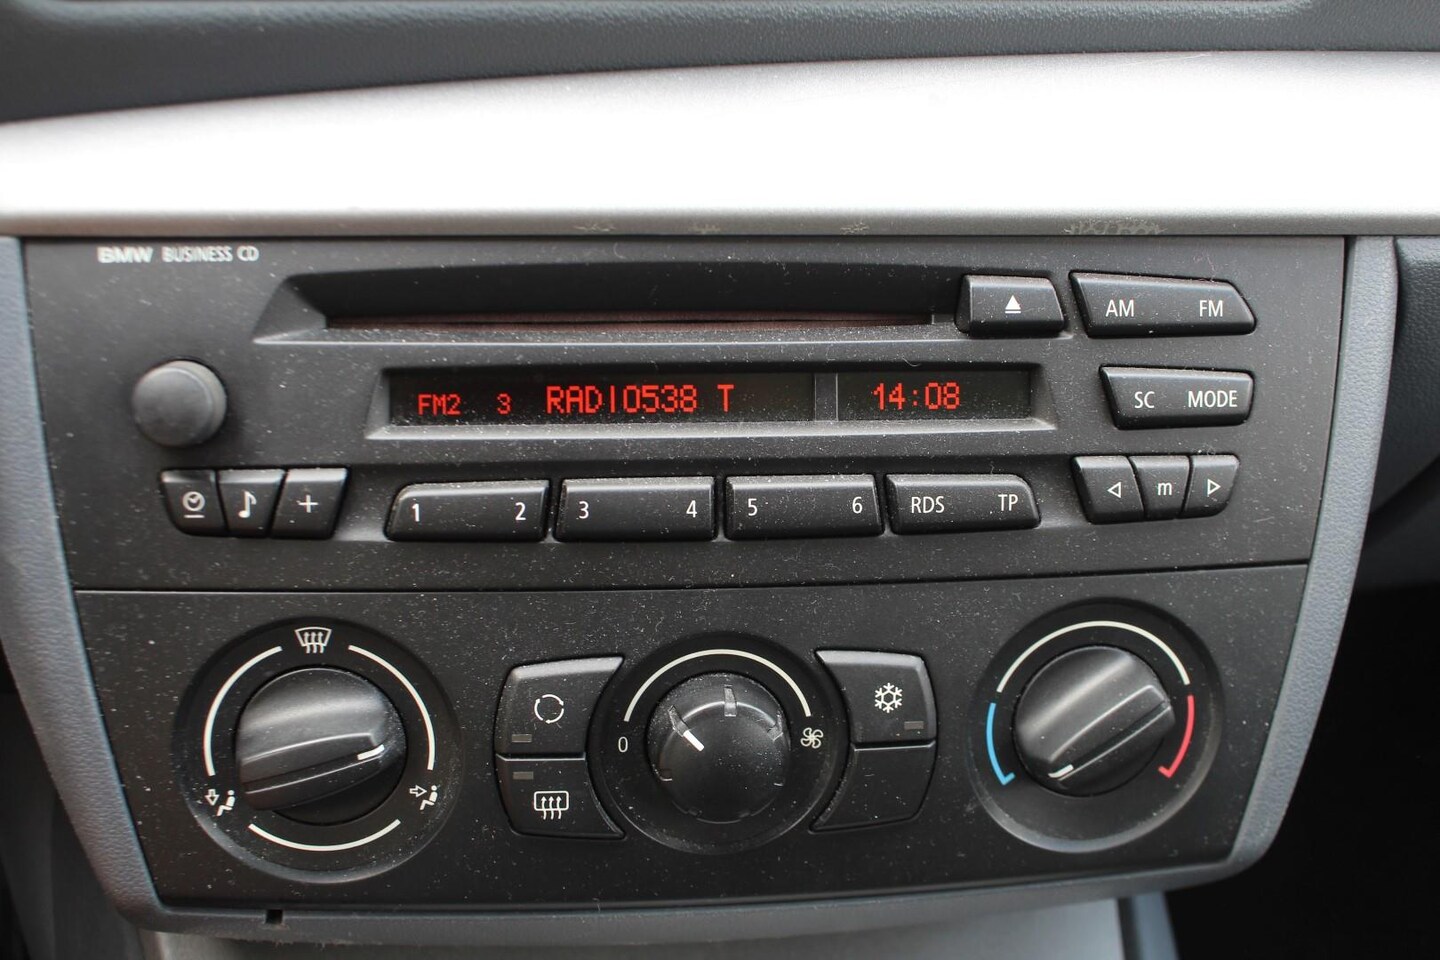 BMW BUSINESS CD
AM FM
FM2 3 RADIO538 T 14:08
SC MODE
1 2 3 4 5 6 RDS TP m
0